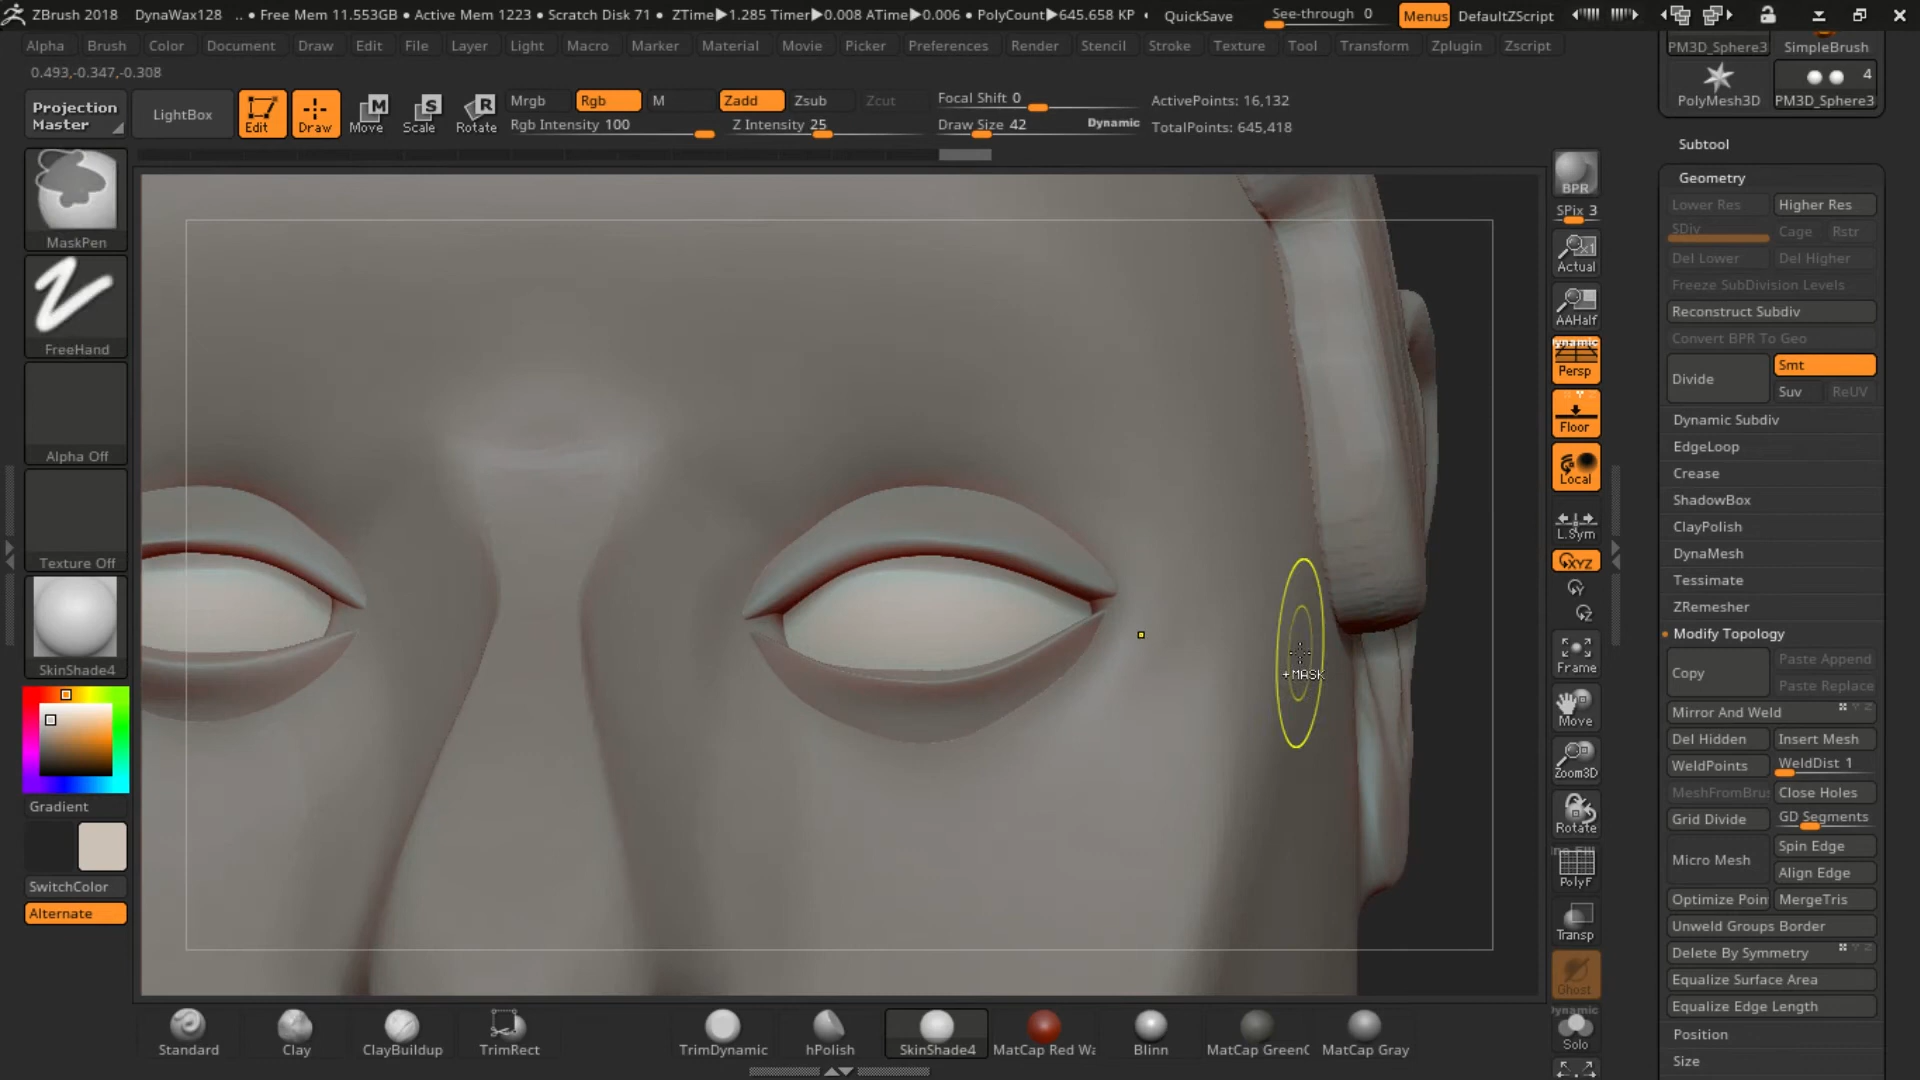 ZBrush 2018 DynaWax128 .. • Free Mem 11.553GB • Active Mem 1223 • Scratch Disk 71 • ZTime▶1.285 Timer▶0.008 ATime▶0.006 • PolyCount▶645.658 KP • QuickSave See-through 0 Menus DefaultZScript
Alpha Brush Color Document Draw Edit File Layer Light Macro Marker Material Movie Picker Preferences Render Stencil Stroke Texture Tool Transform Zplugin Zscript
0.493,-0.347,-0.308
Projection
Master
LightBox
Edit
Draw
Move
Scale
Rotate
Mrgb Rgb M Zadd Zsub Zcut
Rgb Intensity 100 Z Intensity 25
Focal Shift 0
Draw Size 42 Dynamic
ActivePoints: 16,132
TotalPoints: 645,418
MaskPen
FreeHand
Alpha Off
Texture Off
SkinShade4
Gradient
SwitchColor
Alternate
+MASK
BPR
SPix 3
Actual
AAHalf
Dynamic
Persp
Floor
Local
L.Sym
XYZ
Y
Z
Frame
Move
Zoom3D
Rotate
PolyF
Transp
Ghost
Dynamic
Solo
PM3D_Sphere3 SimpleBrush
4
PolyMesh3D PM3D_Sphere3
Subtool
Geometry
Lower Res Higher Res
SDiv Cage Rstr
Del Lower Del Higher
Freeze SubDivision Levels
Reconstruct Subdiv
Convert BPR To Geo
Divide Smt
Suv ReUV
Dynamic Subdiv
EdgeLoop
Crease
ShadowBox
ClayPolish
DynaMesh
Tessimate
ZRemesher
Modify Topology
Copy Paste Append
Paste Replace
Mirror And Weld
Del Hidden Insert Mesh
WeldPoints WeldDist 1
MeshFromBrus Close Holes
Grid Divide GD Segments
Micro Mesh Spin Edge
Align Edge
Optimize Poin MergeTris
Unweld Groups Border
Delete By Symmetry
Equalize Surface Area
Equalize Edge Length
Position
Size
Standard Clay ClayBuildup TrimRect TrimDynamic hPolish SkinShade4 MatCap Red Wa Blinn MatCap GreenC MatCap Gray